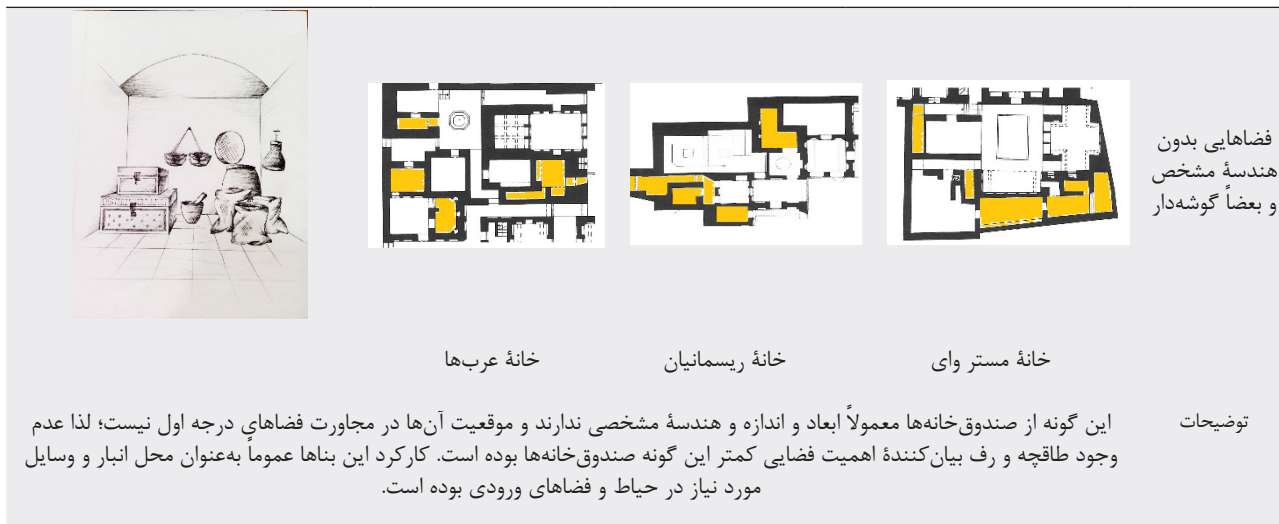 فضاهایی بدون
هندسهٔ مشخص
و بعضاً گوشه‌دار
خانهٔ مستر وای
خانهٔ ریسمانیان
خانهٔ عرب‌ها
توضیحات
این گونه از صندوق‌خانه‌ها معمولاً ابعاد و اندازه و هندسهٔ مشخصی ندارند و موقعیت آن‌ها در مجاورت فضاهای درجه اول نیست؛ لذا عدم
وجود طاقچه و رف بیان‌کنندهٔ اهمیت فضایی کمتر این گونه صندوق‌خانه‌ها بوده است. کارکرد این بناها عموماً به‌عنوان محل انبار و وسایل
مورد نیاز در حیاط و فضاهای ورودی بوده است.